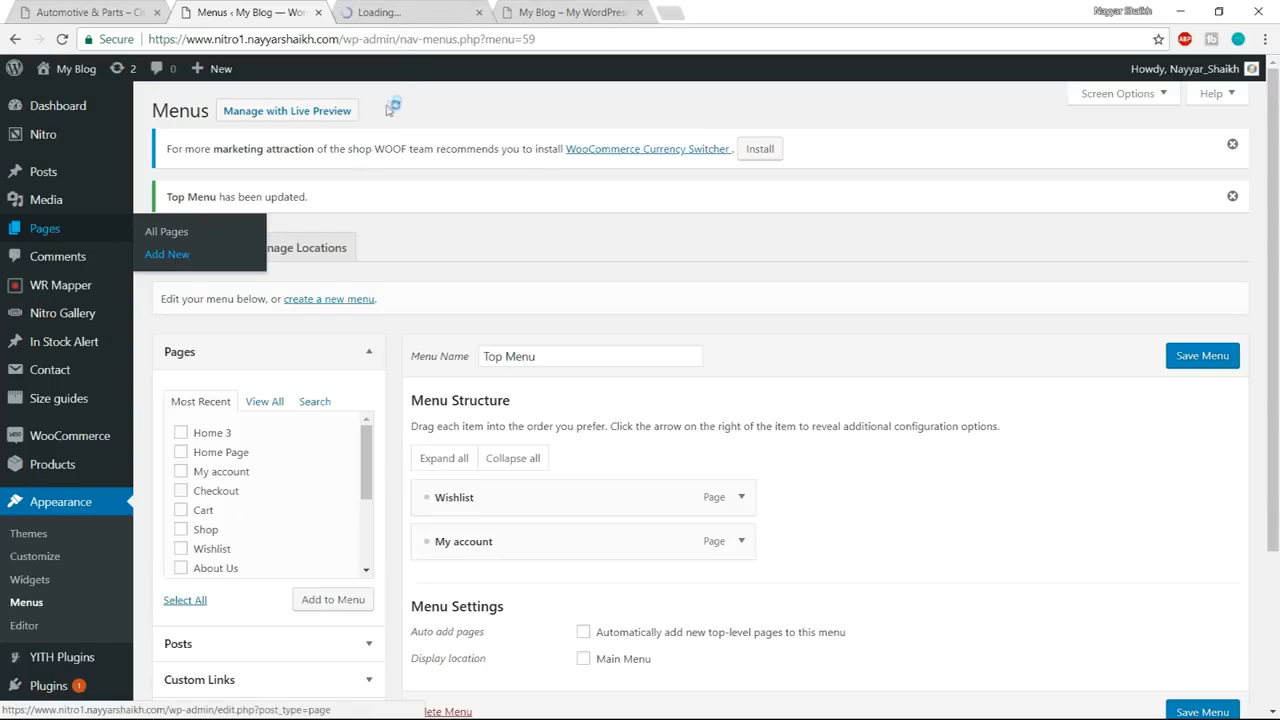 Automotive & Parts – Ci
Menus ‹ My Blog — Wor
Loading...
My Blog – My WordPress
Nayyar Shaikh
Secure
https://www.nitro1.nayyarshaikh.com/wp-admin/nav-menus.php?menu=59
ABP
tb
My Blog
2
0
New
Howdy, Nayyar_Shaikh
Dashboard
Nitro
Posts
Media
Pages
Comments
WR Mapper
Nitro Gallery
In Stock Alert
Contact
Size guides
WooCommerce
Products
Appearance
Themes
Customize
Widgets
Menus
Editor
YITH Plugins
Plugins 1
All Pages
Add New
Menus
Manage with Live Preview
Screen Options
Help
For more marketing attraction of the shop WOOF team recommends you to install WooCommerce Currency Switcher .
Install
Top Menu has been updated.
nage Locations
Edit your menu below, or create a new menu.
Pages
Most Recent
View All
Search
Home 3
Home Page
My account
Checkout
Cart
Shop
Wishlist
About Us
Select All
Add to Menu
Posts
Custom Links
Menu Name
Top Menu
Save Menu
Menu Structure
Drag each item into the order you prefer. Click the arrow on the right of the item to reveal additional configuration options.
Expand all
Collapse all
Wishlist
Page
My account
Page
Menu Settings
Auto add pages
Automatically add new top-level pages to this menu
Display location
Main Menu
lete Menu
Save Menu
https://www.nitro1.nayyarshaikh.com/wp-admin/edit.php?post_type=page